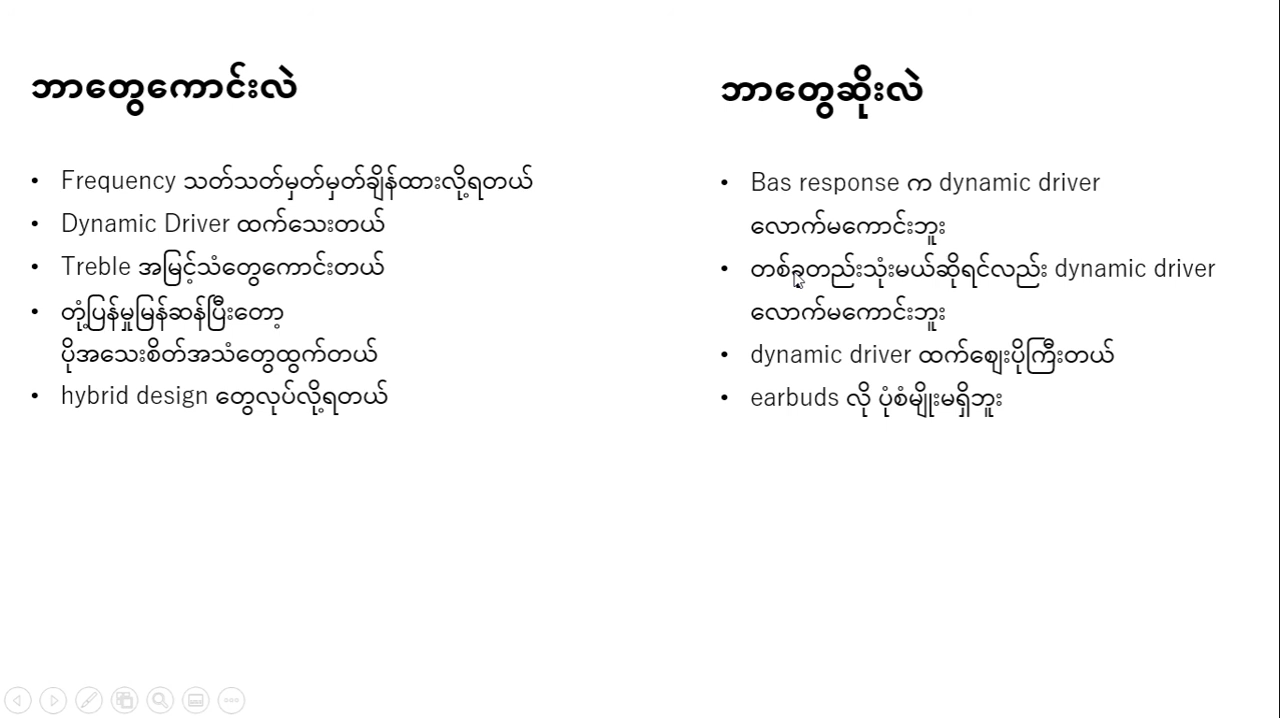 ဘာတွေကောင်းလဲ
• Frequency သတ်သတ်မှတ်မှတ်ချိန်ထားလို့ရတယ်
• Dynamic Driver ထက်သေးတယ်
• Treble အမြင့်သံတွေကောင်းတယ်
• တုံ့ပြန်မှုမြန်ဆန်ပြီးတော့
ပိုအသေးစိတ်အသံတွေထွက်တယ်
• hybrid design တွေလုပ်လို့ရတယ်
ဘာတွေဆိုးလဲ
• Bas response က dynamic driver
လောက်မကောင်းဘူး
• တစ်ခုတည်းသုံးမယ်ဆိုရင်လည်း dynamic driver
လောက်မကောင်းဘူး
• dynamic driver ထက်ဈေးပိုကြီးတယ်
• earbuds လို ပုံစံမျိုးမရှိဘူး